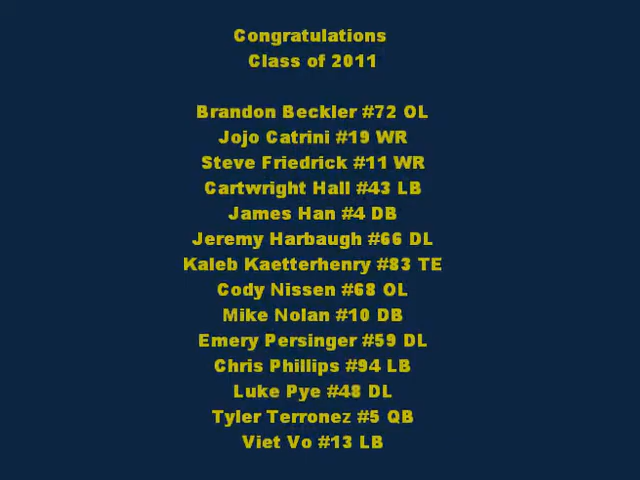 Congratulations
Class of 2011
Brandon Beckler #72 OL
Jojo Catrini #19 WR
Steve Friedrick #11 WR
Cartwright Hall #43 LB
James Han #4 DB
Jeremy Harbaugh #66 DL
Kaleb Kaetterhenry #83 TE
Cody Nissen #68 OL
Mike Nolan #10 DB
Emery Persinger #59 DL
Chris Phillips #94 LB
Luke Pye #48 DL
Tyler Terronez #5 QB
Viet Vo #13 LB